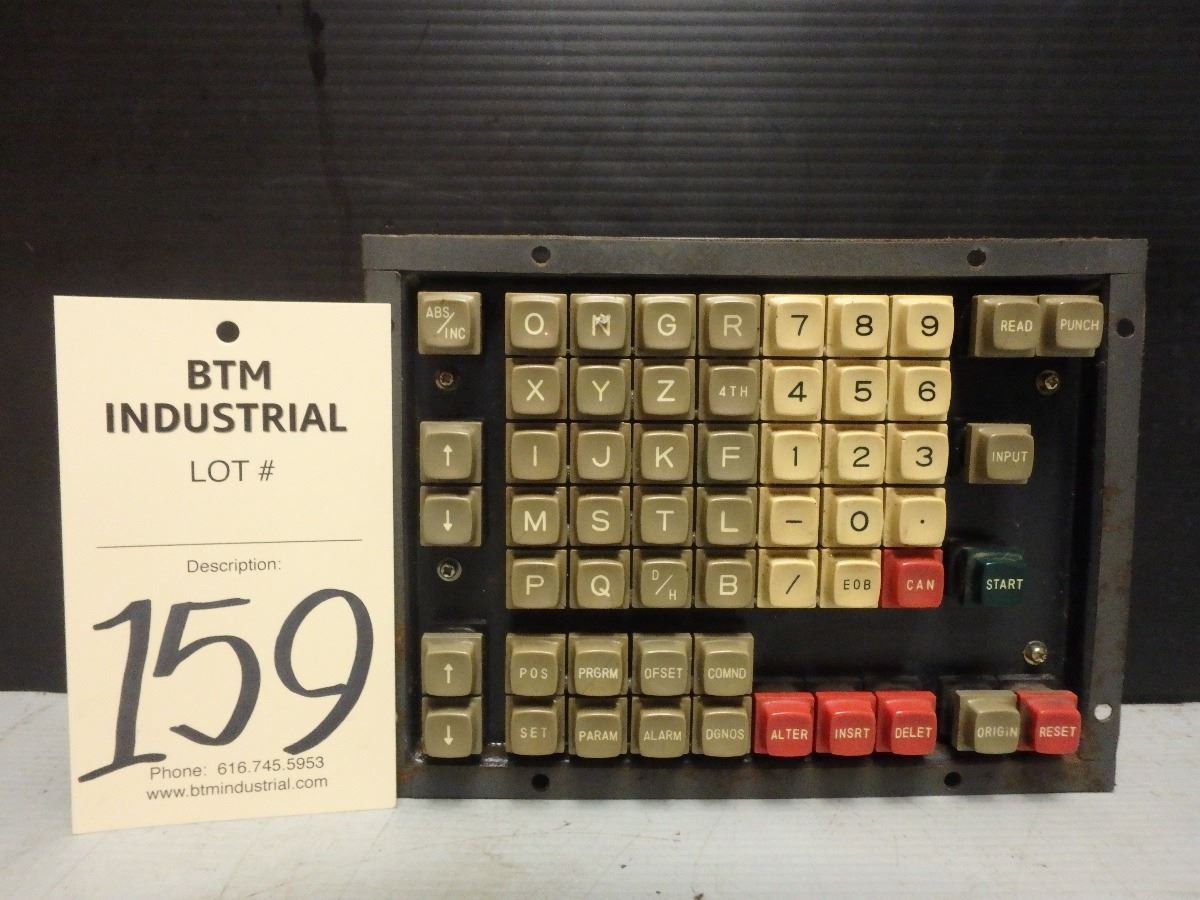 BTM
INDUSTRIAL
LOT #
Description:
159
Phone: 616.745.5953
www.btmindustrial.com
ABS/INC O N G R 7 8 9 READ PUNCH
X Y Z 4TH 4 5 6
↑ I J K F 1 2 3 INPUT
↓ M S T L - 0 .
P Q D/H B / EOB CAN START
↑ POS PRGRM OFSET COMND
↓ SET PARAM ALARM DGNOS ALTER INSRT DELET ORIGIN RESET